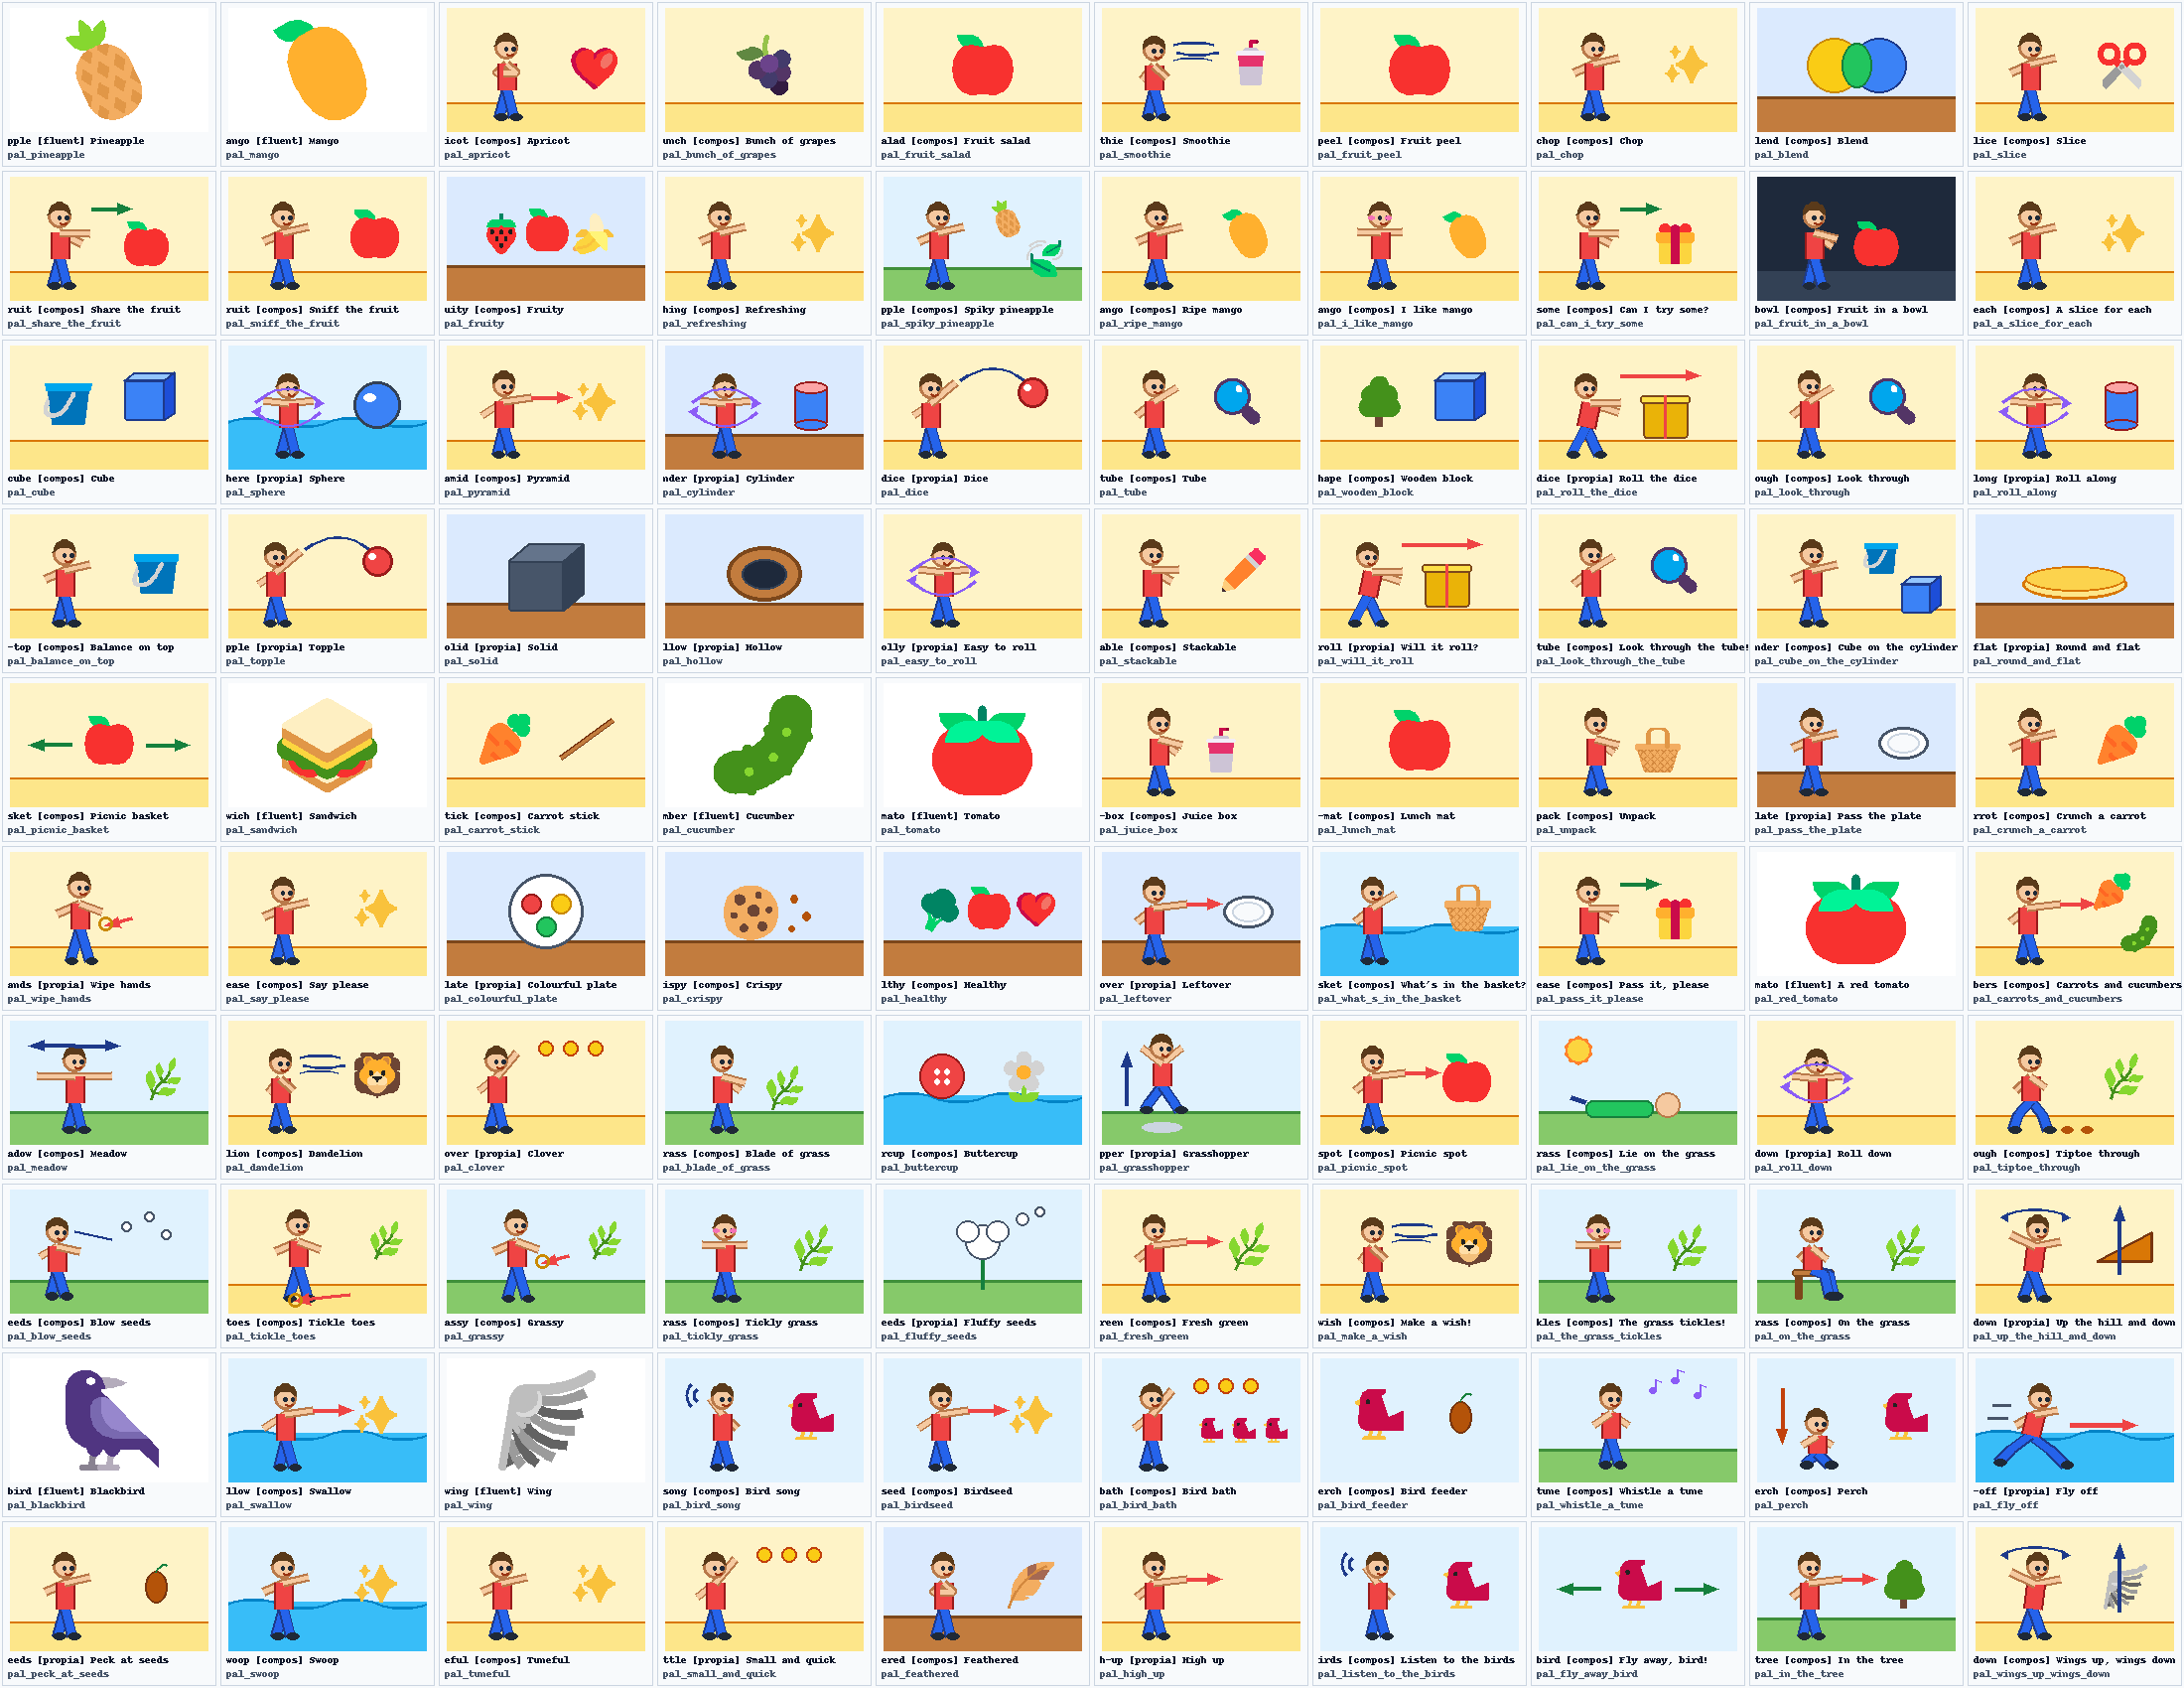 pple [fluent] Pineapple
pal_pineapple
ango [fluent] Mango
pal_mango
icot [compos] Apricot
pal_apricot
unch [compos] Bunch of grapes
pal_bunch_of_grapes
alad [compos] Fruit salad
pal_fruit_salad
thie [compos] Smoothie
pal_smoothie
peel [compos] Fruit peel
pal_fruit_peel
chop [compos] Chop
pal_chop
lend [compos] Blend
pal_blend
lice [compos] Slice
pal_slice
ruit [compos] Share the fruit
pal_share_the_fruit
ruit [compos] Sniff the fruit
pal_sniff_the_fruit
uity [compos] Fruity
pal_fruity
hing [compos] Refreshing
pal_refreshing
pple [compos] Spiky pineapple
pal_spiky_pineapple
ango [compos] Ripe mango
pal_ripe_mango
ango [compos] I like mango
pal_i_like_mango
some [compos] Can I try some?
pal_can_i_try_some
bowl [compos] Fruit in a bowl
pal_fruit_in_a_bowl
each [compos] A slice for each
pal_a_slice_for_each
cube [compos] Cube
pal_cube
here [propia] Sphere
pal_sphere
amid [compos] Pyramid
pal_pyramid
nder [propia] Cylinder
pal_cylinder
dice [propia] Dice
pal_dice
tube [compos] Tube
pal_tube
hape [compos] Wooden block
pal_wooden_block
dice [propia] Roll the dice
pal_roll_the_dice
ough [compos] Look through
pal_look_through
long [propia] Roll along
pal_roll_along
-top [compos] Balance on top
pal_balance_on_top
pple [propia] Topple
pal_topple
olid [propia] Solid
pal_solid
llow [propia] Hollow
pal_hollow
olly [propia] Easy to roll
pal_easy_to_roll
able [compos] Stackable
pal_stackable
roll [propia] Will it roll?
pal_will_it_roll
tube [compos] Look through the tube!
pal_look_through_the_tube
nder [compos] Cube on the cylinder
pal_cube_on_the_cylinder
flat [propia] Round and flat
pal_round_and_flat
sket [compos] Picnic basket
pal_picnic_basket
wich [fluent] Sandwich
pal_sandwich
tick [compos] Carrot stick
pal_carrot_stick
mber [fluent] Cucumber
pal_cucumber
mato [fluent] Tomato
pal_tomato
-box [compos] Juice box
pal_juice_box
-mat [compos] Lunch mat
pal_lunch_mat
pack [compos] Unpack
pal_unpack
late [propia] Pass the plate
pal_pass_the_plate
rrot [compos] Crunch a carrot
pal_crunch_a_carrot
ands [propia] Wipe hands
pal_wipe_hands
ease [compos] Say please
pal_say_please
late [propia] Colourful plate
pal_colourful_plate
ispy [compos] Crispy
pal_crispy
lthy [compos] Healthy
pal_healthy
over [propia] Leftover
pal_leftover
sket [compos] What's in the basket?
pal_what_s_in_the_basket
ease [compos] Pass it, please
pal_pass_it_please
mato [fluent] A red tomato
pal_red_tomato
bers [compos] Carrots and cucumbers
pal_carrots_and_cucumbers
adow [compos] Meadow
pal_meadow
lion [compos] Dandelion
pal_dandelion
over [propia] Clover
pal_clover
rass [compos] Blade of grass
pal_blade_of_grass
rcup [compos] Buttercup
pal_buttercup
pper [propia] Grasshopper
pal_grasshopper
spot [compos] Picnic spot
pal_picnic_spot
rass [compos] Lie on the grass
pal_lie_on_the_grass
down [propia] Roll down
pal_roll_down
ough [compos] Tiptoe through
pal_tiptoe_through
eeds [compos] Blow seeds
pal_blow_seeds
toes [compos] Tickle toes
pal_tickle_toes
assy [compos] Grassy
pal_grassy
rass [compos] Tickly grass
pal_tickly_grass
eeds [propia] Fluffy seeds
pal_fluffy_seeds
reen [compos] Fresh green
pal_fresh_green
wish [compos] Make a wish!
pal_make_a_wish
kles [compos] The grass tickles!
pal_the_grass_tickles
rass [compos] On the grass
pal_on_the_grass
down [propia] Up the hill and down
pal_up_the_hill_and_down
bird [fluent] Blackbird
pal_blackbird
llow [compos] Swallow
pal_swallow
wing [fluent] Wing
pal_wing
song [compos] Bird song
pal_bird_song
seed [compos] Birdseed
pal_birdseed
bath [compos] Bird bath
pal_bird_bath
erch [compos] Bird feeder
pal_bird_feeder
tune [compos] Whistle a tune
pal_whistle_a_tune
erch [compos] Perch
pal_perch
-off [propia] Fly off
pal_fly_off
eeds [propia] Peck at seeds
pal_peck_at_seeds
woop [compos] Swoop
pal_swoop
eful [compos] Tuneful
pal_tuneful
ttle [propia] Small and quick
pal_small_and_quick
ered [compos] Feathered
pal_feathered
h-up [propia] High up
pal_high_up
irds [compos] Listen to the birds
pal_listen_to_the_birds
bird [compos] Fly away, bird!
pal_fly_away_bird
tree [compos] In the tree
pal_in_the_tree
down [compos] Wings up, wings down
pal_wings_up_wings_down